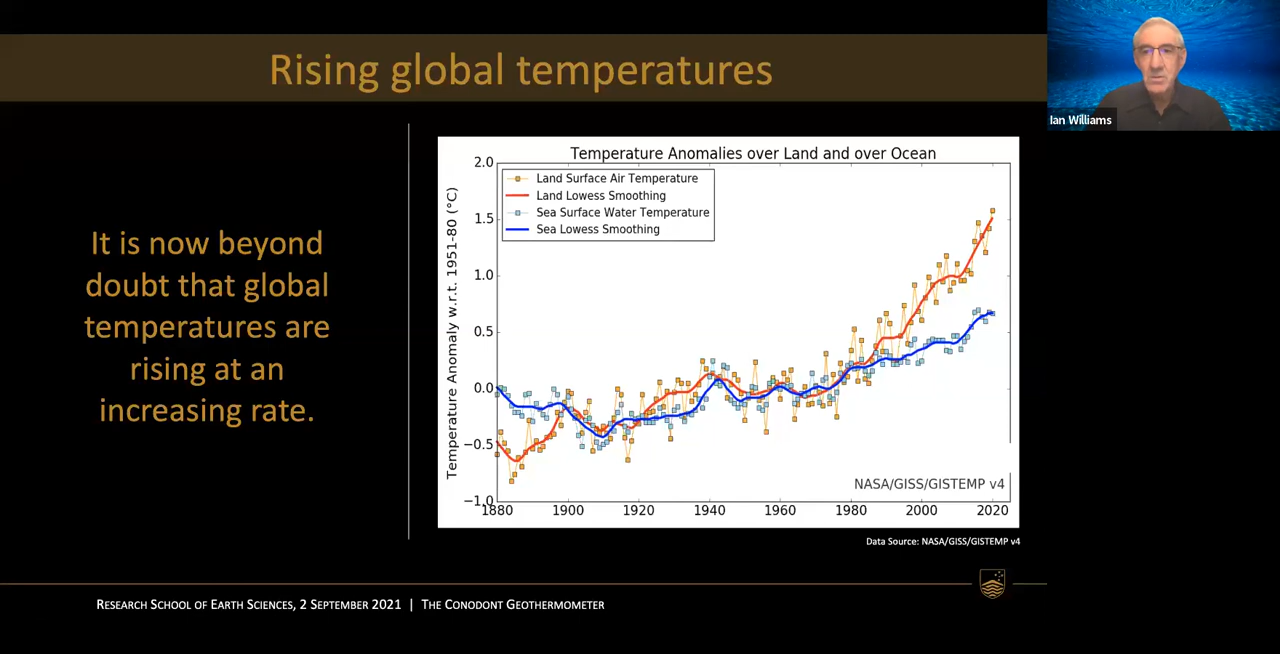 Rising global temperatures
Ian Williams
It is now beyond
doubt that global
temperatures are
rising at an
increasing rate.
Temperature Anomalies over Land and over Ocean
Temperature Anomaly w.r.t. 1951-80 (°C)
2.0
1.5
1.0
0.5
0.0
−0.5
−1.0
Land Surface Air Temperature
Land Lowess Smoothing
Sea Surface Water Temperature
Sea Lowess Smoothing
NASA/GISS/GISTEMP v4
1880 1900 1920 1940 1960 1980 2000 2020
Data Source: NASA/GISS/GISTEMP v4
Research School of Earth Sciences, 2 September 2021 | The Conodont Geothermometer